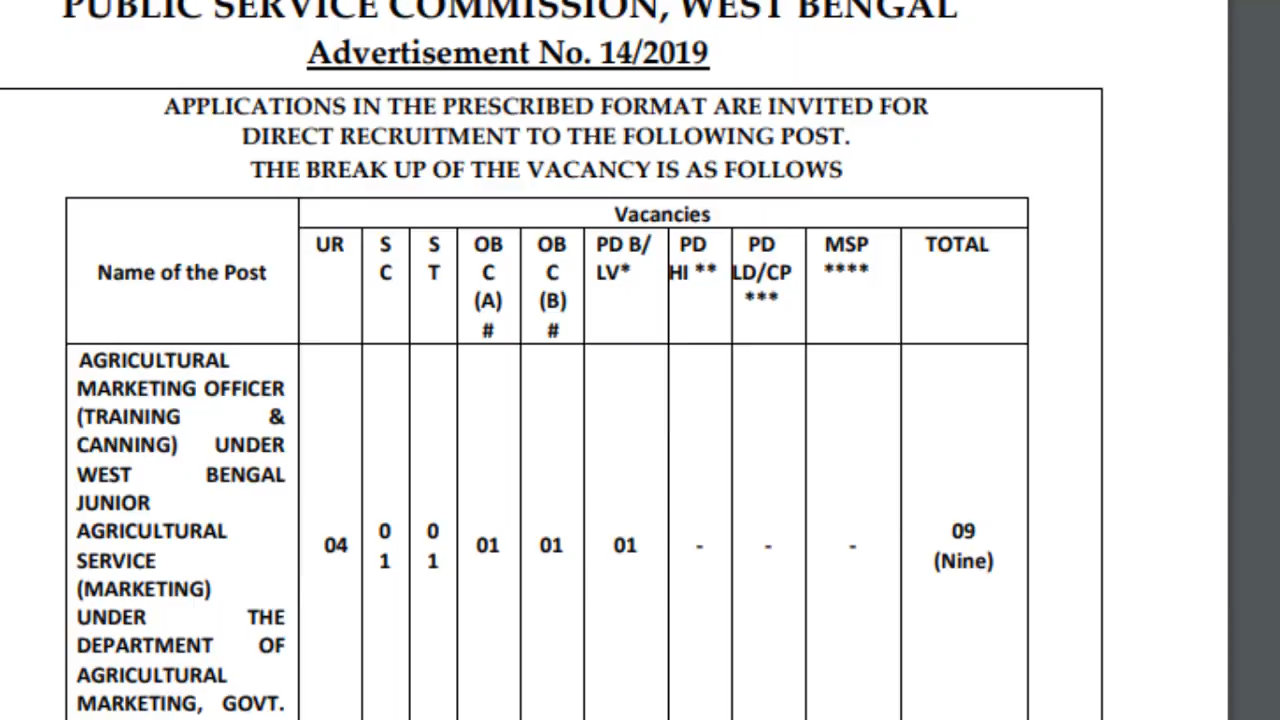 PUBLIC SERVICE COMMISSION, WEST BENGAL
Advertisement No. 14/2019
APPLICATIONS IN THE PRESCRIBED FORMAT ARE INVITED FOR
DIRECT RECRUITMENT TO THE FOLLOWING POST.
THE BREAK UP OF THE VACANCY IS AS FOLLOWS
Name of the Post
Vacancies
UR
S
C
S
T
OB
C
(A)
#
OB
C
(B)
#
PD B/
LV*
PD
HI **
PD
LD/CP
***
MSP
****
TOTAL
AGRICULTURAL
MARKETING OFFICER
(TRAINING &
CANNING) UNDER
WEST BENGAL
JUNIOR
AGRICULTURAL
SERVICE
(MARKETING)
UNDER THE
DEPARTMENT OF
AGRICULTURAL
MARKETING, GOVT.
04
0
1
0
1
01
01
01
-
-
-
09
(Nine)